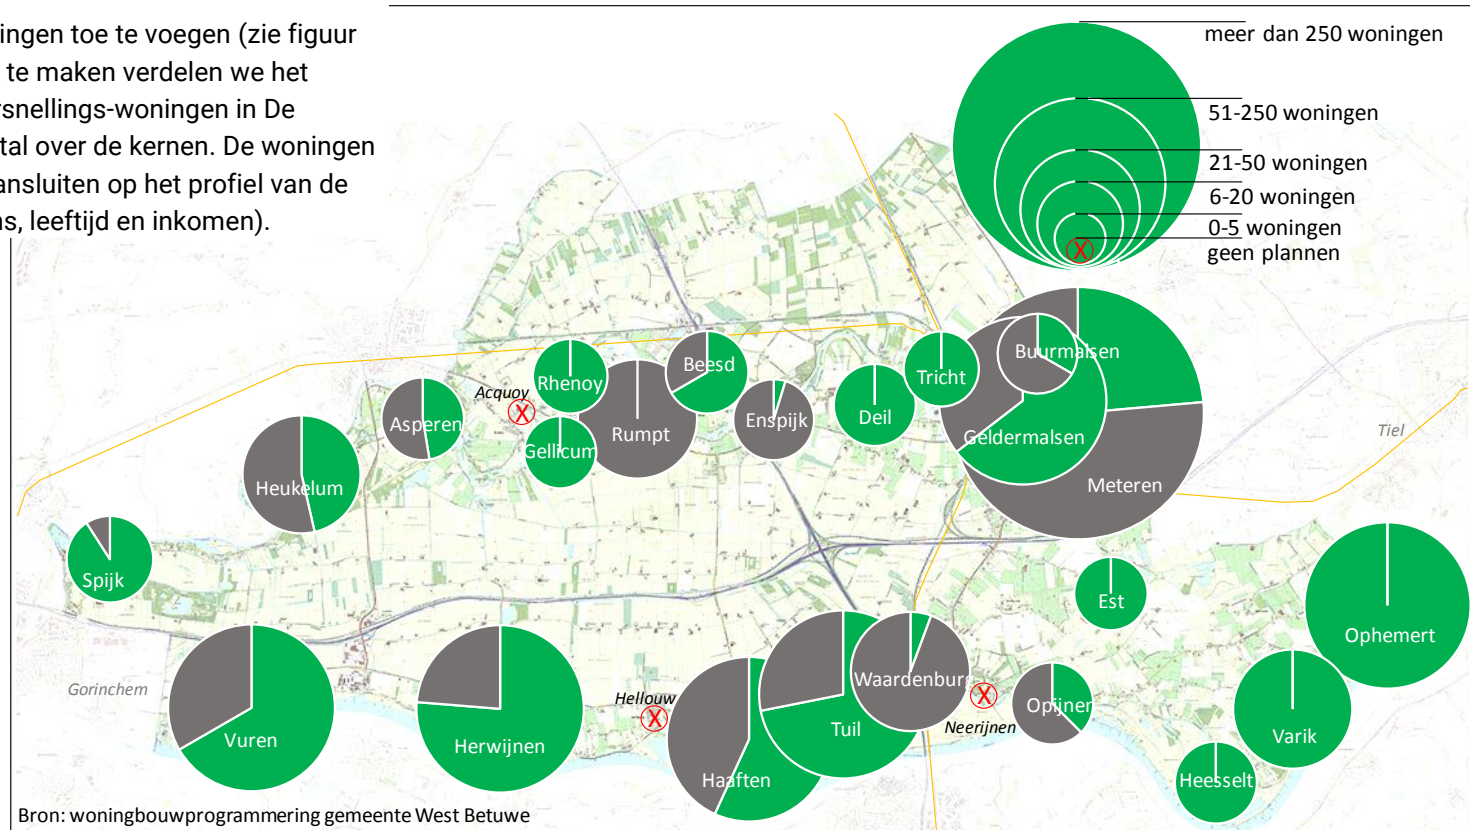 ingen toe te voegen (zie figuur
te maken verdelen we het
rsnellings-woningen in De
tal over de kernen. De woningen
ansluiten op het profiel van de
ns, leeftijd en inkomen).
meer dan 250 woningen
51-250 woningen
21-50 woningen
6-20 woningen
0-5 woningen
X
geen plannen
Buurmalsen
Beesd
Tricht
Rhenoy
Acquoy
X
Asperen
Rumpt
Enspijk
Deil
Geldermalsen
Tiel
Gellicum
Heukelum
Meteren
Spijk
Est
Ophemert
Gorinchem
Hellouw
X
Waardenburg
X
Neerijnen
Opijnen
Vuren
Herwijnen
Tuil
Varik
Haaften
Heesselt
Bron: woningbouwprogrammering gemeente West Betuwe